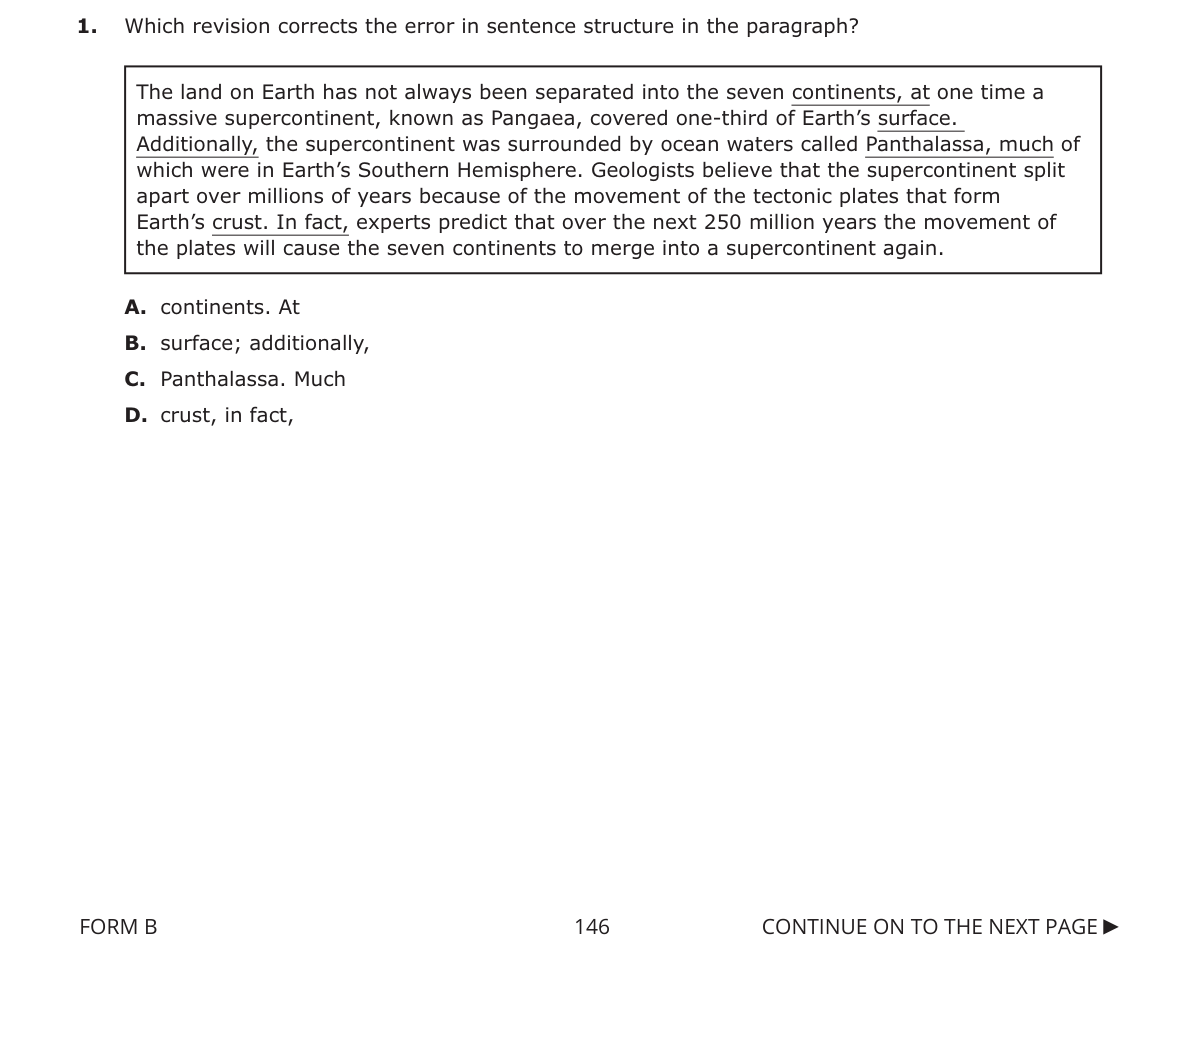 1. Which revision corrects the error in sentence structure in the paragraph?
The land on Earth has not always been separated into the seven continents, at one time a
massive supercontinent, known as Pangaea, covered one-third of Earth’s surface.
Additionally, the supercontinent was surrounded by ocean waters called Panthalassa, much of
which were in Earth’s Southern Hemisphere. Geologists believe that the supercontinent split
apart over millions of years because of the movement of the tectonic plates that form
Earth’s crust. In fact, experts predict that over the next 250 million years the movement of
the plates will cause the seven continents to merge into a supercontinent again.
A. continents. At
B. surface; additionally,
C. Panthalassa. Much
D. crust, in fact,
FORM B 146 CONTINUE ON TO THE NEXT PAGE ▶